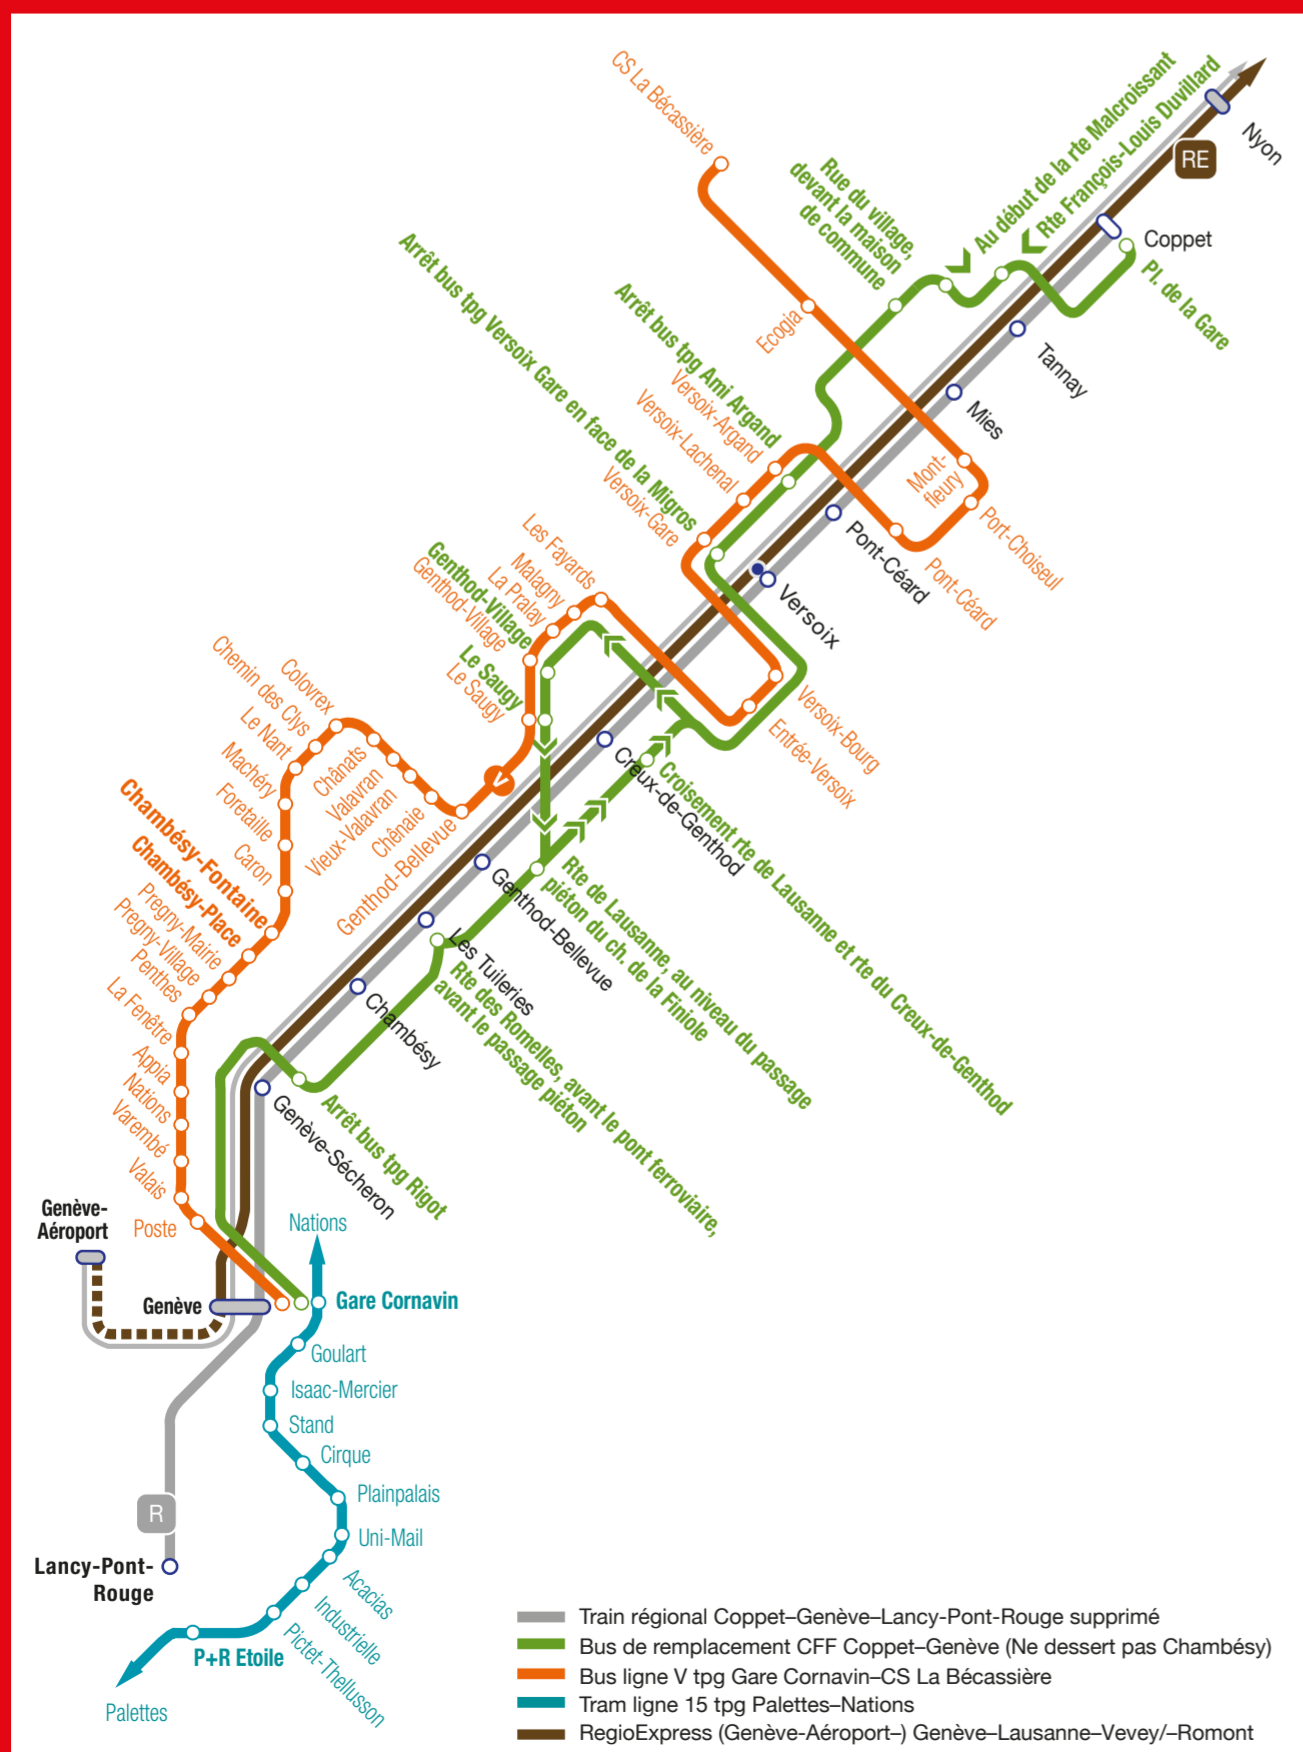 CS La Bécassière
Ecogia
Mont-
fleury
Port-Choiseul
Pont-Céard
Au début de la rte Malcroissant
Rte François-Louis Duvillard
Rue du village,
devant la maison
de commune
Nyon
RE
Coppet
Pl. de la Gare
Tannay
Mies
Pont-Céard
Versoix
Arrêt bus tpg Ami Argand
Versoix-Argand
Versoix-Lachenal
Arrêt bus tpg Versoix Gare en face de la Migros
Versoix-Gare
Versoix-Bourg
Entrée-Versoix
Les Fayards
Malagny
La Pralay
Genthod-Village
Genthod-Village
Le Saugy
Le Saugy
V
Creux-de-Genthod
Croisement rte de Lausanne et rte du Creux-de-Genthod
Genthod-Bellevue
Rte de Lausanne, au niveau du passage
piéton du ch. de la Finiole
Les Tuileries
Rte des Romelles, avant le pont ferroviaire,
avant le passage piéton
Chambésy
Genève-Sécheron
Arrêt bus tpg Rigot
Genthod-Bellevue
Chênaie
Vieux-Valavran
Valavran
Chânats
Colovrex
Chemin des Clys
Le Nant
Machéry
Foretaille
Caron
Chambésy-Fontaine
Chambésy-Place
Pregny-Mairie
Pregny-Village
Penthes
La Fenêtre
Appia
Nations
Varembé
Valais
Poste
Genève-
Aéroport
Genève
Nations
Gare Cornavin
Goulart
Isaac-Mercier
Stand
Cirque
Plainpalais
Uni-Mail
Acacias
Industrielle
Pictet-Thellusson
P+R Etoile
Palettes
R
Lancy-Pont-
Rouge
Train régional Coppet–Genève–Lancy-Pont-Rouge supprimé
Bus de remplacement CFF Coppet–Genève (Ne dessert pas Chambésy)
Bus ligne V tpg Gare Cornavin–CS La Bécassière
Tram ligne 15 tpg Palettes–Nations
RegioExpress (Genève-Aéroport–) Genève–Lausanne–Vevey/–Romont